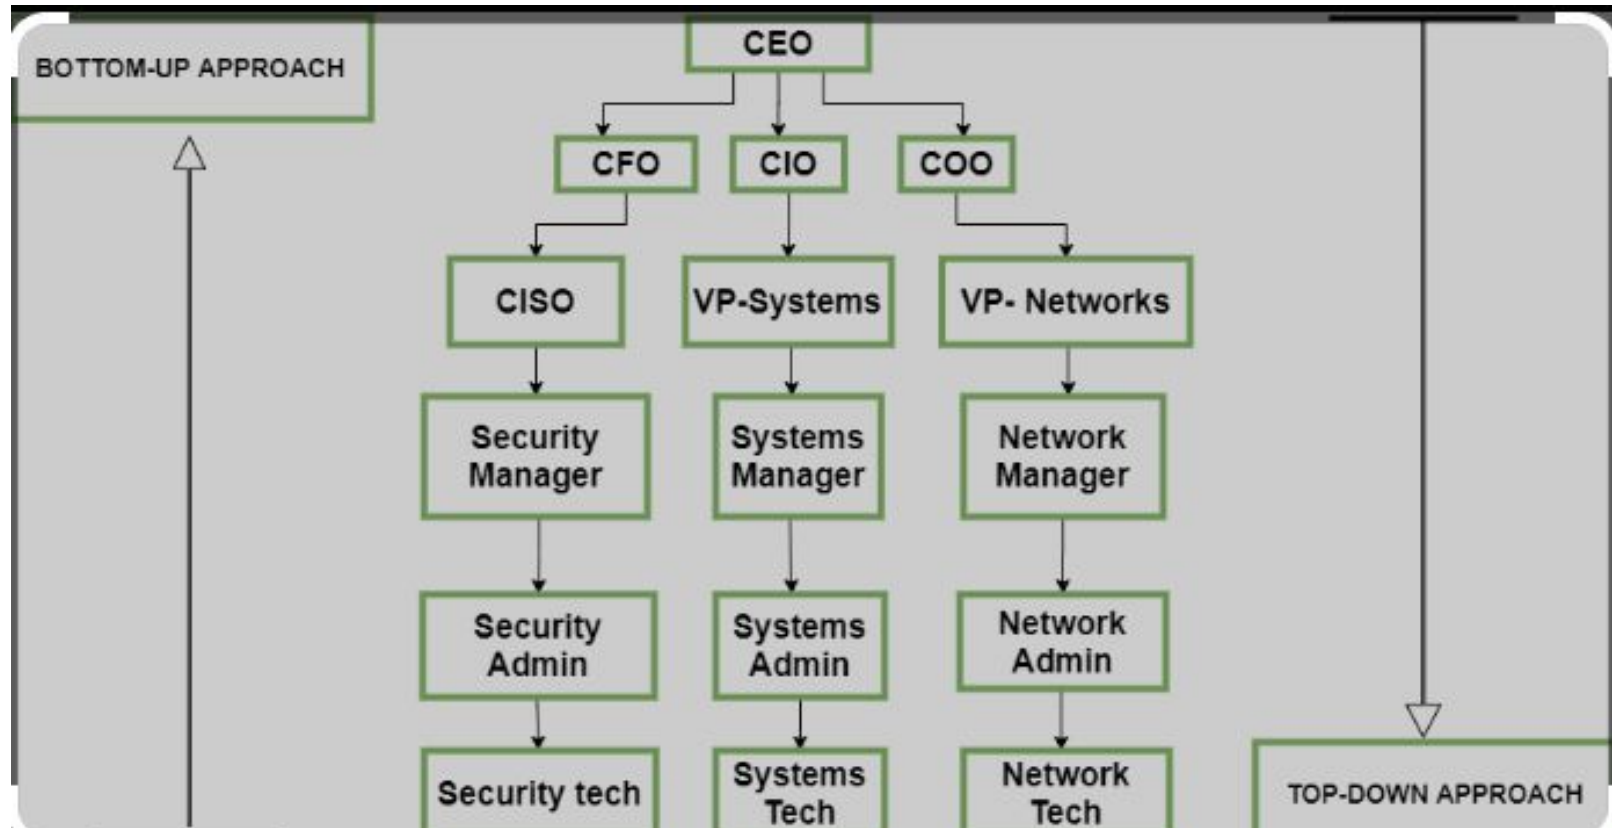 CEO
BOTTOM-UP APPROACH
CFO
CIO
COO
CISO
VP-Systems
VP- Networks
Security
Manager
Systems
Manager
Network
Manager
Security
Admin
Systems
Admin
Network
Admin
Security tech
Systems
Tech
Network
Tech
TOP-DOWN APPROACH